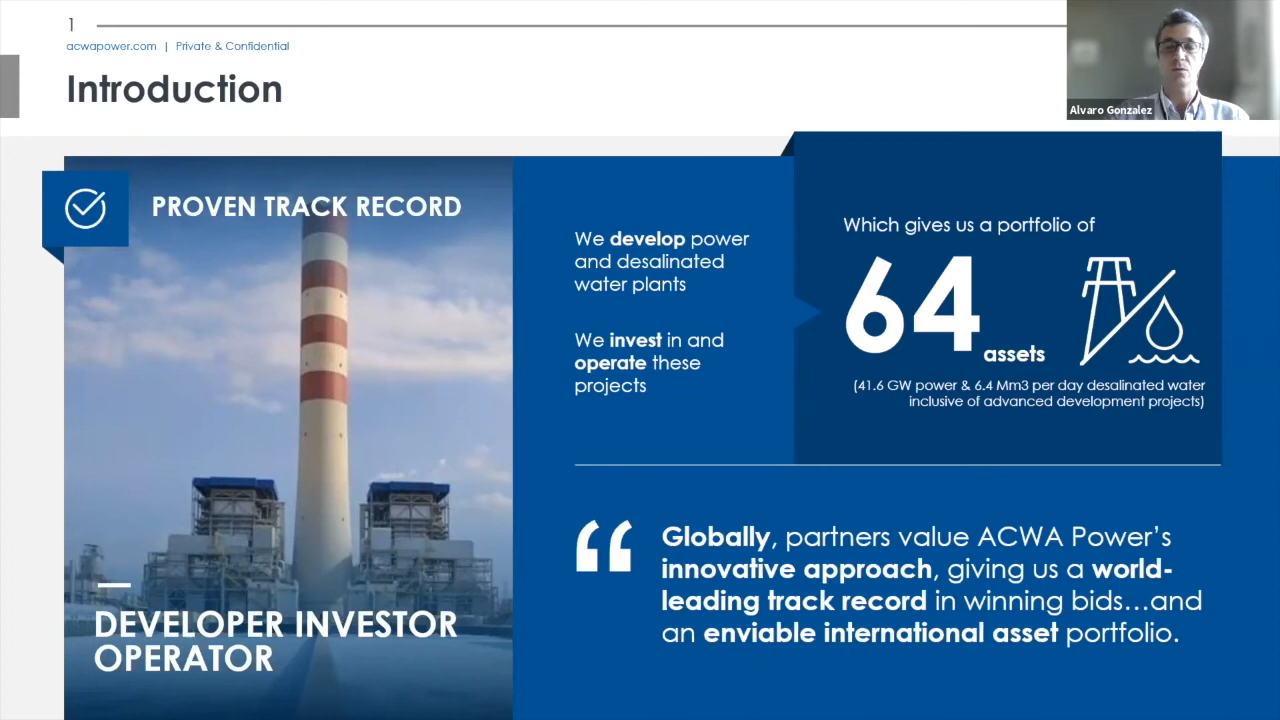 1
acwapower.com | Private & Confidential
Introduction
Alvaro Gonzalez
PROVEN TRACK RECORD
DEVELOPER INVESTOR
OPERATOR
We develop power
and desalinated
water plants
We invest in and
operate these
projects
Which gives us a portfolio of
64
assets
(41.6 GW power & 6.4 Mm3 per day desalinated water
inclusive of advanced development projects)
“
Globally, partners value ACWA Power’s
innovative approach, giving us a world-
leading track record in winning bids…and
an enviable international asset portfolio.